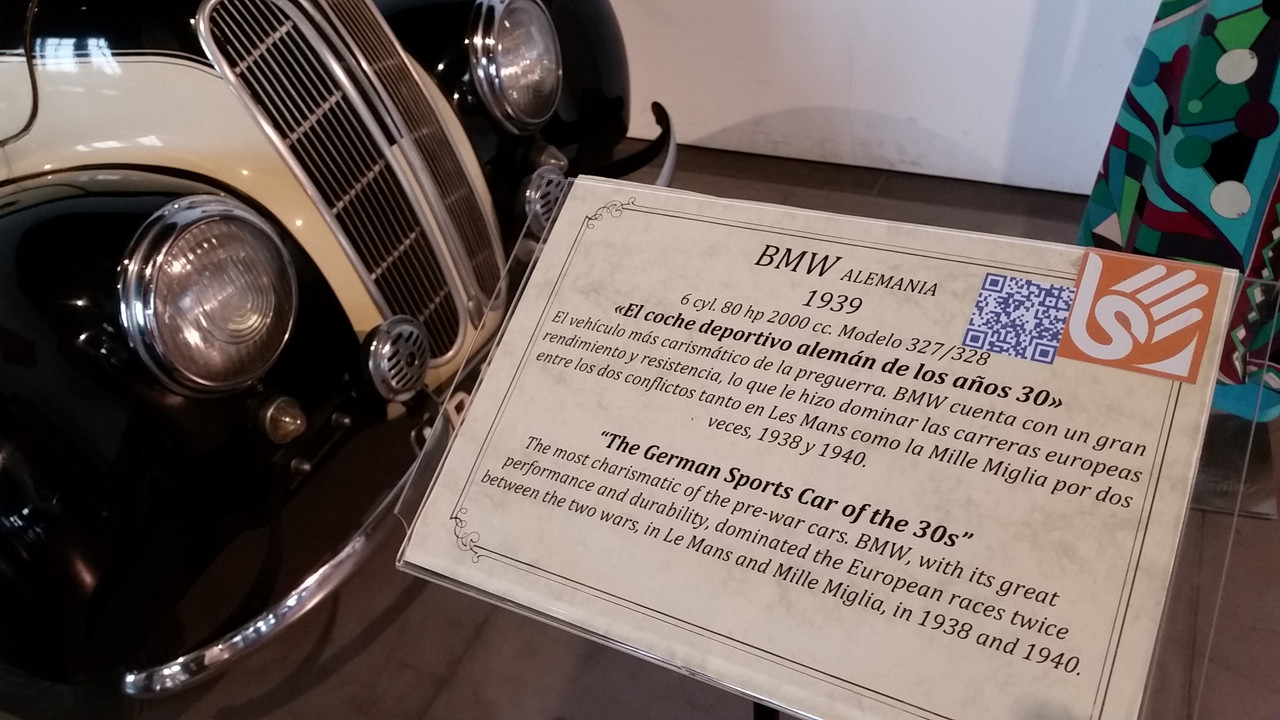 BMW ALEMANIA
1939
6 cyl. 80 hp 2000 cc. Modelo 327/328
«El coche deportivo alemán de los años 30»
El vehículo más carismático de la preguerra. BMW cuenta con un gran
rendimiento y resistencia, lo que le hizo dominar las carreras europeas
entre los dos conflictos tanto en Les Mans como la Mille Miglia por dos
veces, 1938 y 1940.
“The German Sports Car of the 30s”
The most charismatic of the pre-war cars. BMW, with its great
performance and durability, dominated the European races twice
between the two wars, in Le Mans and Mille Miglia, in 1938 and 1940.